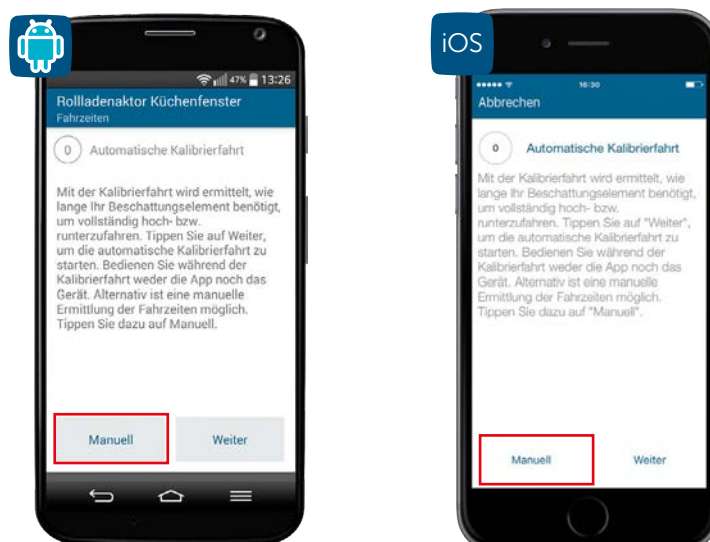 47% 13:26
Rollladenaktor Küchenfenster
Fahrzeiten
0 Automatische Kalibrierfahrt
Mit der Kalibrierfahrt wird ermittelt, wie
lange Ihr Beschattungselement benötigt,
um vollständig hoch- bzw.
runterzufahren. Tippen Sie auf Weiter,
um die automatische Kalibrierfahrt zu
starten. Bedienen Sie während der
Kalibrierfahrt weder die App noch das
Gerät. Alternativ ist eine manuelle
Ermittlung der Fahrzeiten möglich.
Tippen Sie dazu auf Manuell.
Manuell Weiter
iOS
16:30
Abbrechen
0 Automatische Kalibrierfahrt
Mit der Kalibrierfahrt wird ermittelt, wie
lange Ihr Beschattungselement benötigt,
um vollständig hoch- bzw.
runterzufahren. Tippen Sie auf "Weiter",
um die automatische Kalibrierfahrt zu
starten. Bedienen Sie während der
Kalibrierfahrt weder die App noch das
Gerät. Alternativ ist eine manuelle
Ermittlung der Fahrzeiten möglich.
Tippen Sie dazu auf "Manuell".
Manuell Weiter